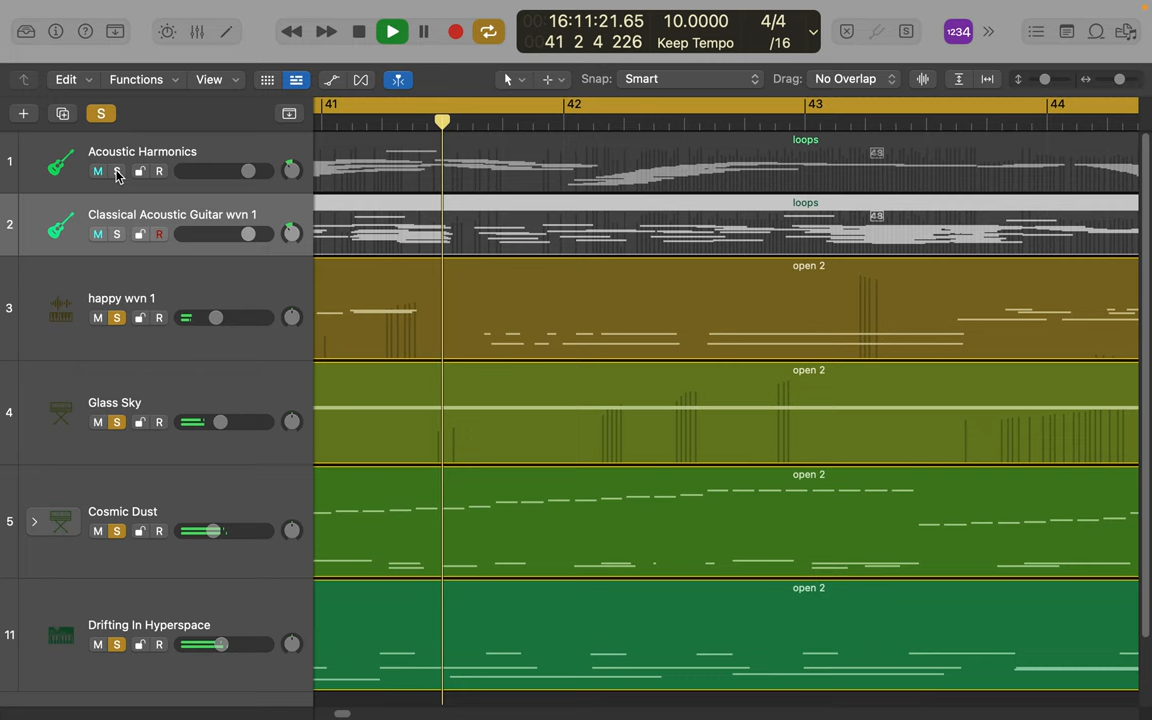 16:11:21.65 10.0000 4/4
41 2 4 226 Keep Tempo /16
1234
Edit Functions View Snap: Smart Drag: No Overlap
S
41 42 43 44
1 Acoustic Harmonics
M S R
loops
48
2 Classical Acoustic Guitar wvn 1
M S R
loops
48
3 happy wvn 1
M S R
open 2
4 Glass Sky
M S R
open 2
5 Cosmic Dust
M S R
open 2
11 Drifting In Hyperspace
M S R
open 2